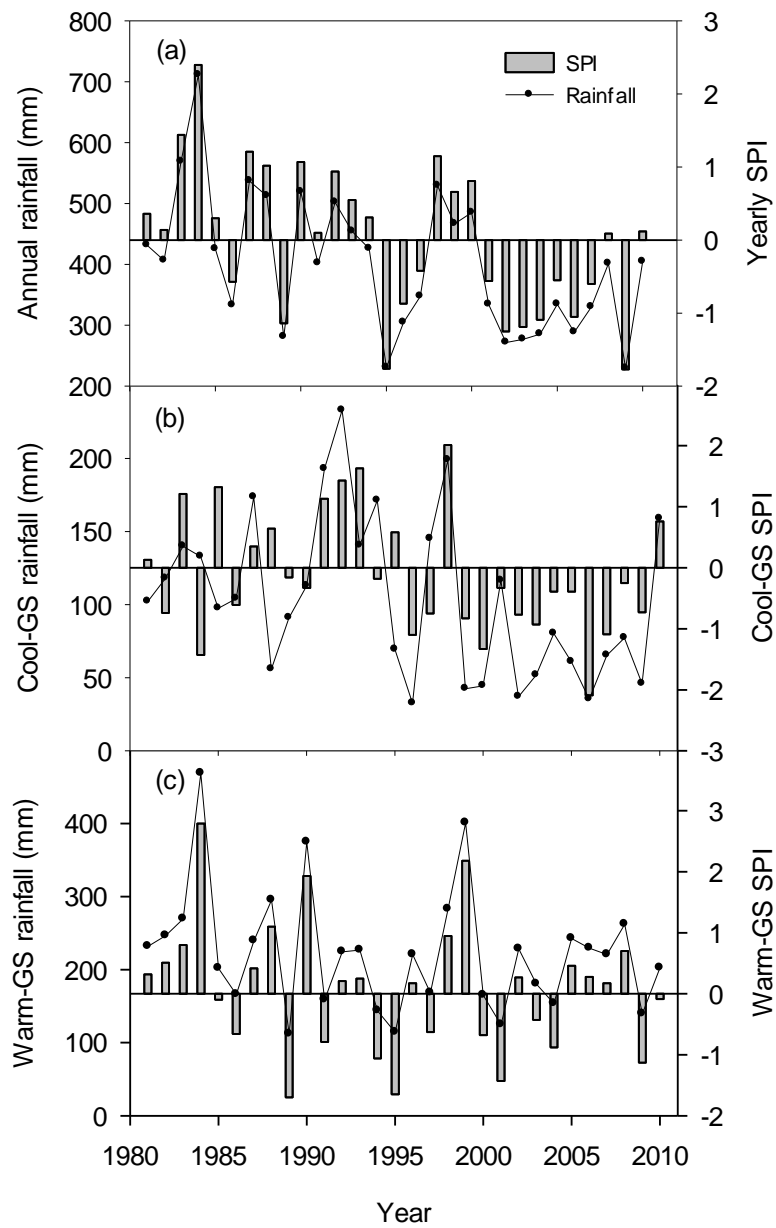 (a)
SPI
Rainfall
800
700
600
500
400
300
200
Annual rainfall (mm)
3
2
1
0
-1
-2
Yearly SPI
(b)
200
150
100
50
0
Cool-GS rainfall (mm)
2
1
0
-1
-2
-3
Cool-GS SPI
(c)
400
300
200
100
0
Warm-GS rainfall (mm)
3
2
1
0
-1
-2
Warm-GS SPI
1980 1985 1990 1995 2000 2005 2010
Year